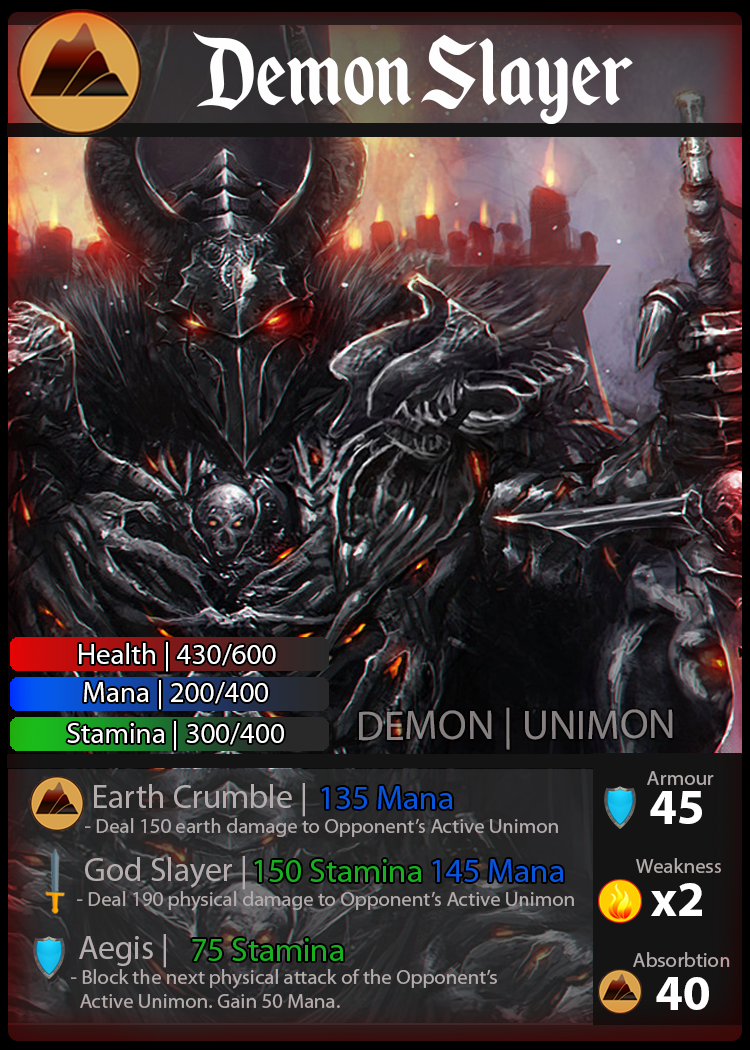 Demon Slayer
Health | 430/600
Mana | 200/400
Stamina | 300/400
DEMON | UNIMON
Earth Crumble | 135 Mana
- Deal 150 earth damage to Opponent's Active Unimon
God Slayer | 150 Stamina 145 Mana
- Deal 190 physical damage to Opponent's Active Unimon
Aegis | 75 Stamina
- Block the next physical attack of the Opponent's
Active Unimon. Gain 50 Mana.
Armour
45
Weakness
x2
Absorbtion
40